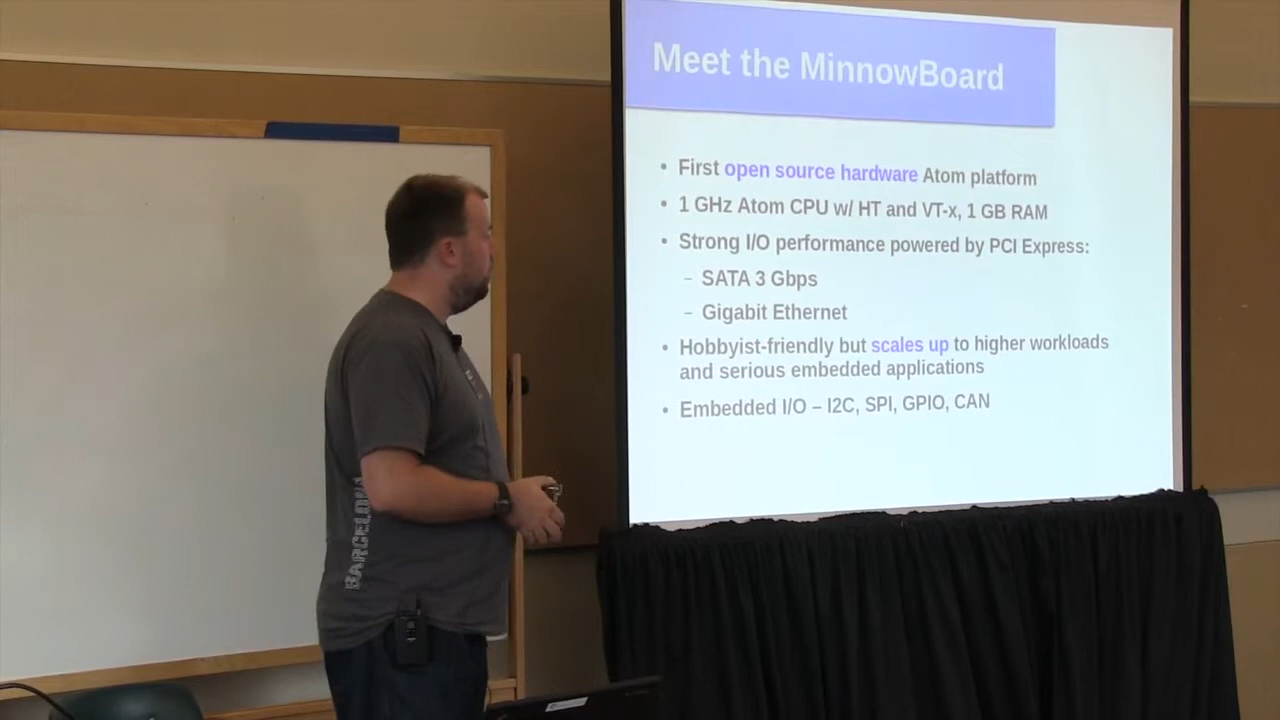 Meet the MinnowBoard
• First open source hardware Atom platform
• 1 GHz Atom CPU w/ HT and VT-x, 1 GB RAM
• Strong I/O performance powered by PCI Express:
– SATA 3 Gbps
– Gigabit Ethernet
• Hobbyist-friendly but scales up to higher workloads
and serious embedded applications
• Embedded I/O – I2C, SPI, GPIO, CAN
BARCELONA